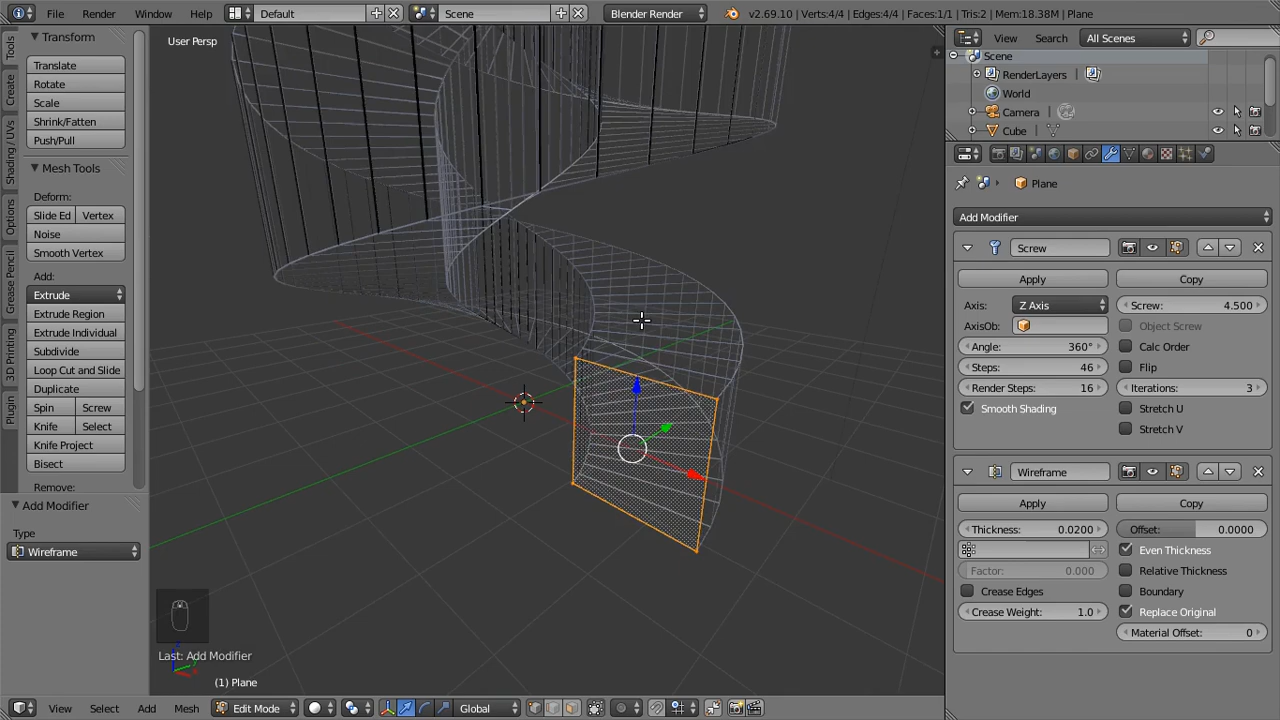 File Render Window Help Default Scene Blender Render v2.69.10 | Verts:4/4 | Edges:4/4 | Faces:1/1 | Tris:2 | Mem:18.38M | Plane
User Persp
Tools
Create
Shading / UVs
Options
Grease Pencil
3D Printing
Plugin
Transform
Translate
Rotate
Scale
Shrink/Fatten
Push/Pull
Mesh Tools
Deform:
Slide Ed Vertex
Noise
Smooth Vertex
Add:
Extrude
Extrude Region
Extrude Individual
Subdivide
Loop Cut and Slide
Duplicate
Spin Screw
Knife Select
Knife Project
Bisect
Remove:
Add Modifier
Type
Wireframe
Last: Add Modifier
(1) Plane
View Select Add Mesh Edit Mode Global
View Search All Scenes
Scene
RenderLayers
World
Camera
Cube
Plane
Add Modifier
Screw
Apply Copy
Axis: Z Axis Screw: 4.500
AxisOb: Object Screw
Angle: 360° Calc Order
Steps: 46 Flip
Render Steps: 16 Iterations: 3
Smooth Shading Stretch U
Stretch V
Wireframe
Apply Copy
Thickness: 0.0200 Offset: 0.0000
Even Thickness
Factor: 0.000 Relative Thickness
Crease Edges Boundary
Crease Weight: 1.0 Replace Original
Material Offset: 0